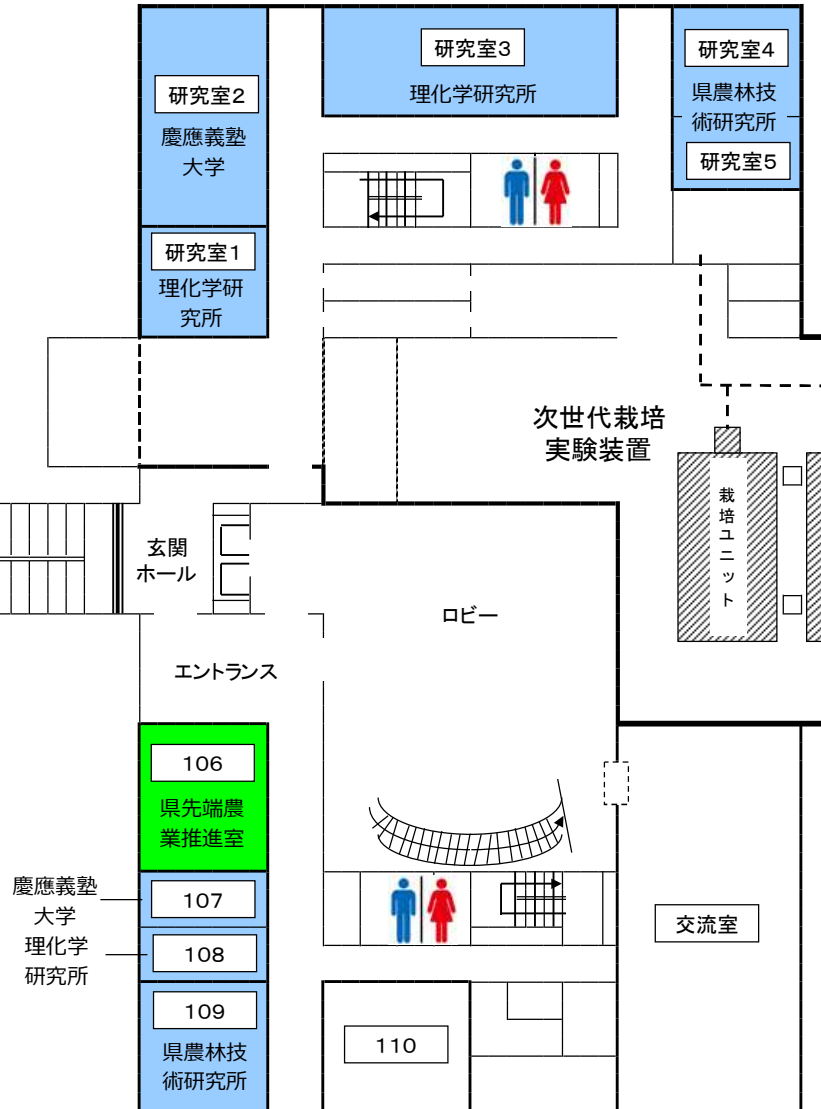 研究室2
慶應義塾
大学
研究室3
理化学研究所
研究室4
県農林技
術研究所
研究室5
研究室1
理化学研
究所
次世代栽培
実験装置
栽培ユニット
玄関
ホール
ロビー
エントランス
106
県先端農
業推進室
慶應義塾
大学
理化学
研究所
107
108
109
県農林技
術研究所
110
交流室